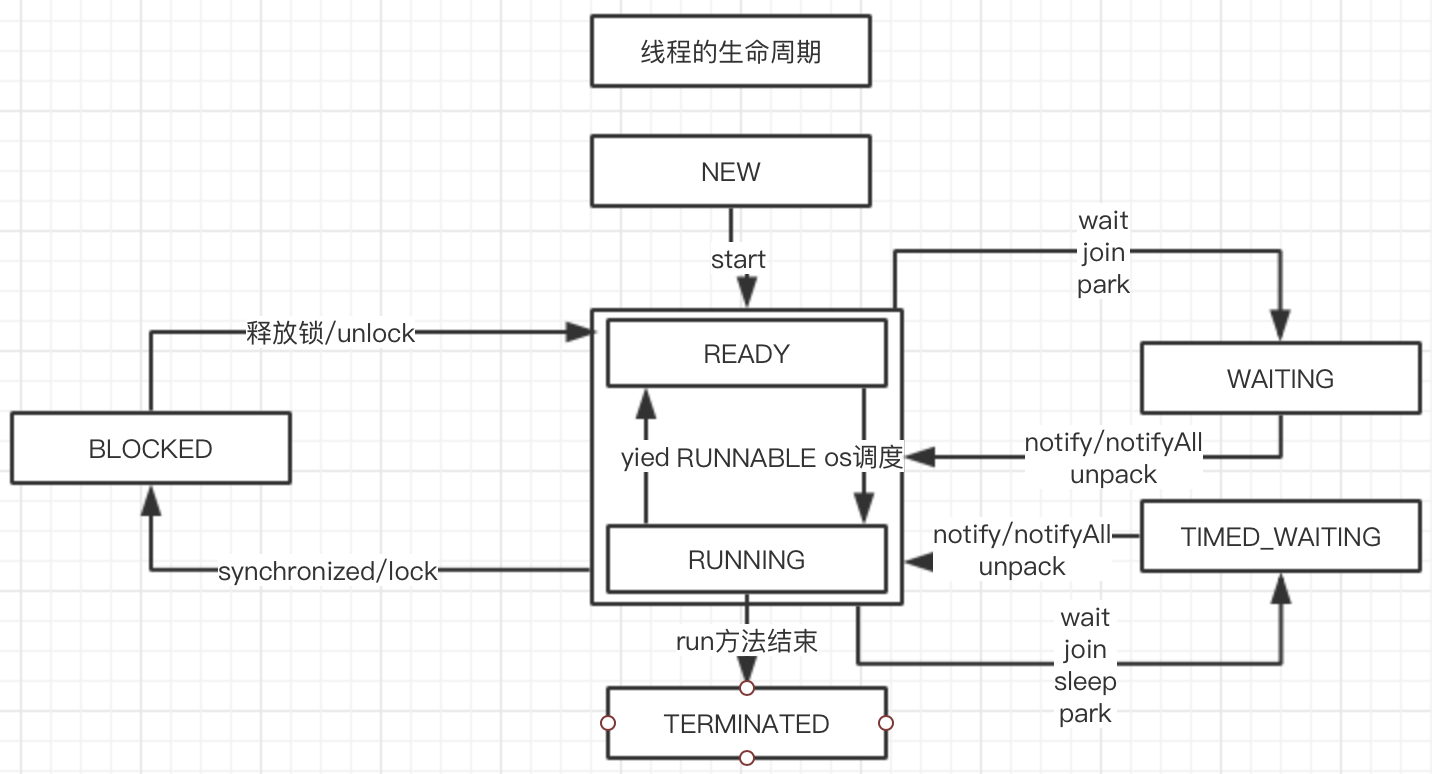 线程的生命周期
NEW
start
wait
join
park
释放锁/unlock
READY
WAITING
BLOCKED
yied RUNNABLE os调度
notify/notifyAll
unpack
notify/notifyAll
unpack
TIMED_WAITING
RUNNING
synchronized/lock
run方法结束
wait
join
sleep
park
TERMINATED